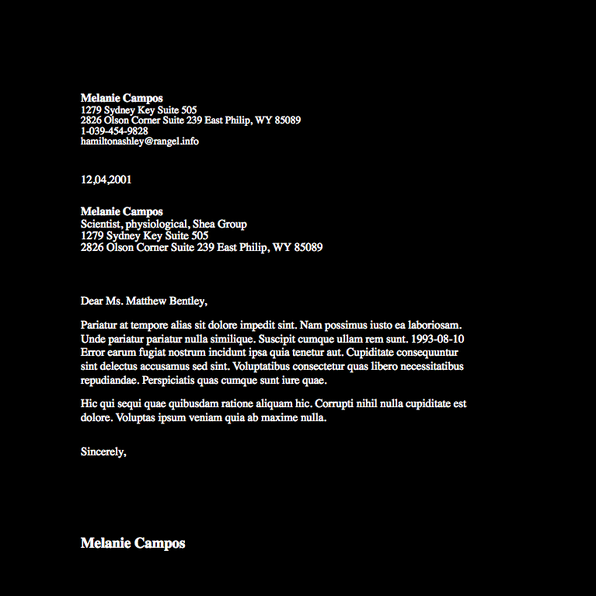 Melanie Campos
1279 Sydney Key Suite 505
2826 Olson Corner Suite 239 East Philip, WY 85089
1-039-454-9828
hamiltonashley@rangel.info
12,04,2001
Melanie Campos
Scientist, physiological, Shea Group
1279 Sydney Key Suite 505
2826 Olson Corner Suite 239 East Philip, WY 85089
Dear Ms. Matthew Bentley,
Pariatur at tempore alias sit dolore impedit sint. Nam possimus iusto ea laboriosam.
Unde pariatur pariatur nulla similique. Suscipit cumque ullam rem sunt. 1993-08-10
Error earum fugiat nostrum incidunt ipsa quia tenetur aut. Cupiditate consequuntur
sint delectus accusamus sed sint. Voluptatibus consectetur quas libero necessitatibus
repudiandae. Perspiciatis quas cumque sunt iure quae.
Hic qui sequi quae quibusdam ratione aliquam hic. Corrupti nihil nulla cupiditate est
dolore. Voluptas ipsum veniam quia ab maxime nulla.
Sincerely,
Melanie Campos